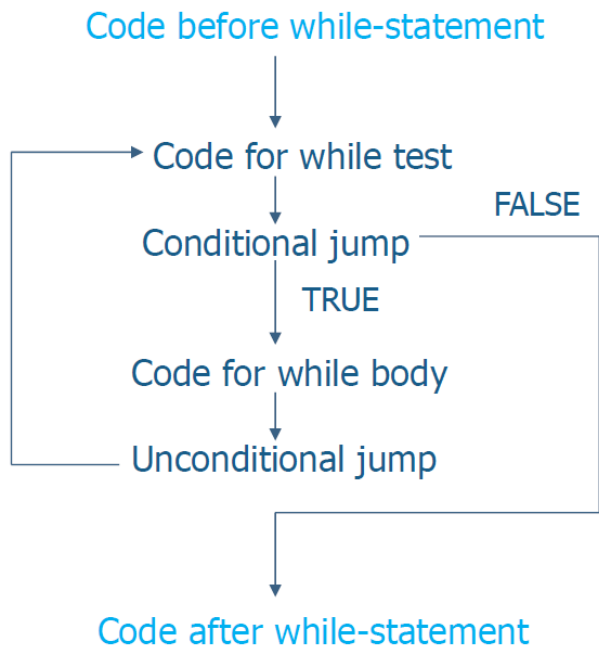 Code before while-statement
Code for while test
FALSE
Conditional jump
TRUE
Code for while body
Unconditional jump
Code after while-statement